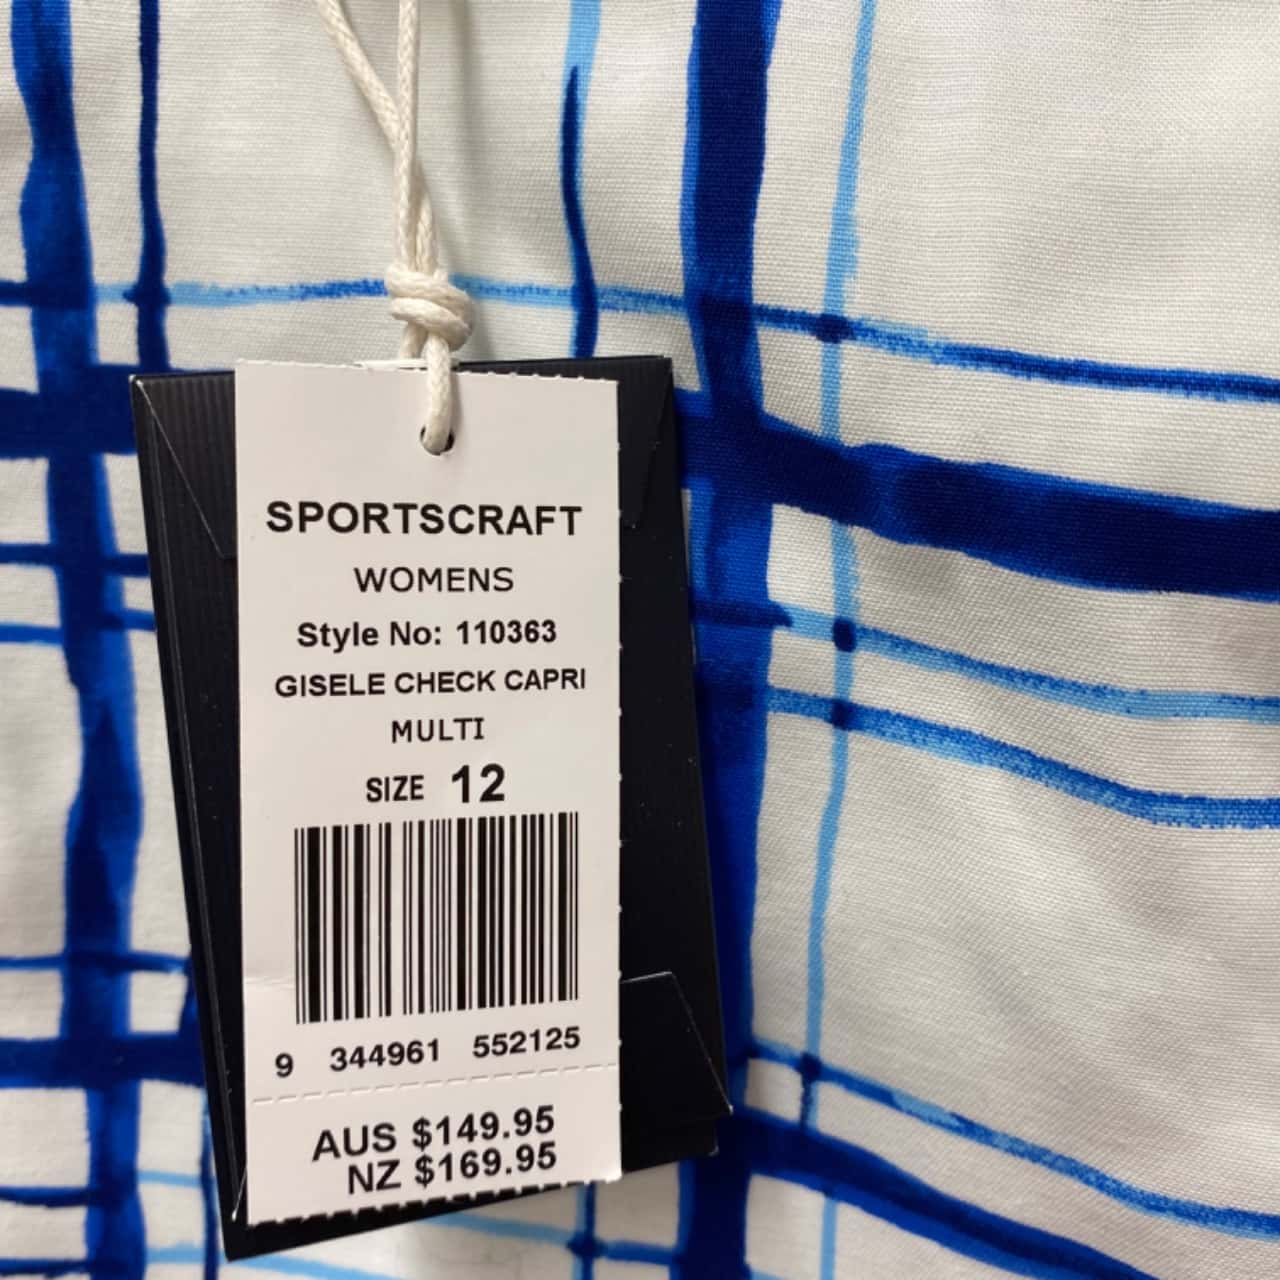 SPORTSCRAFT
WOMENS
Style No: 110363
GISELE CHECK CAPRI
MULTI
SIZE 12
9 344961 552125
AUS $149.95
NZ $169.95